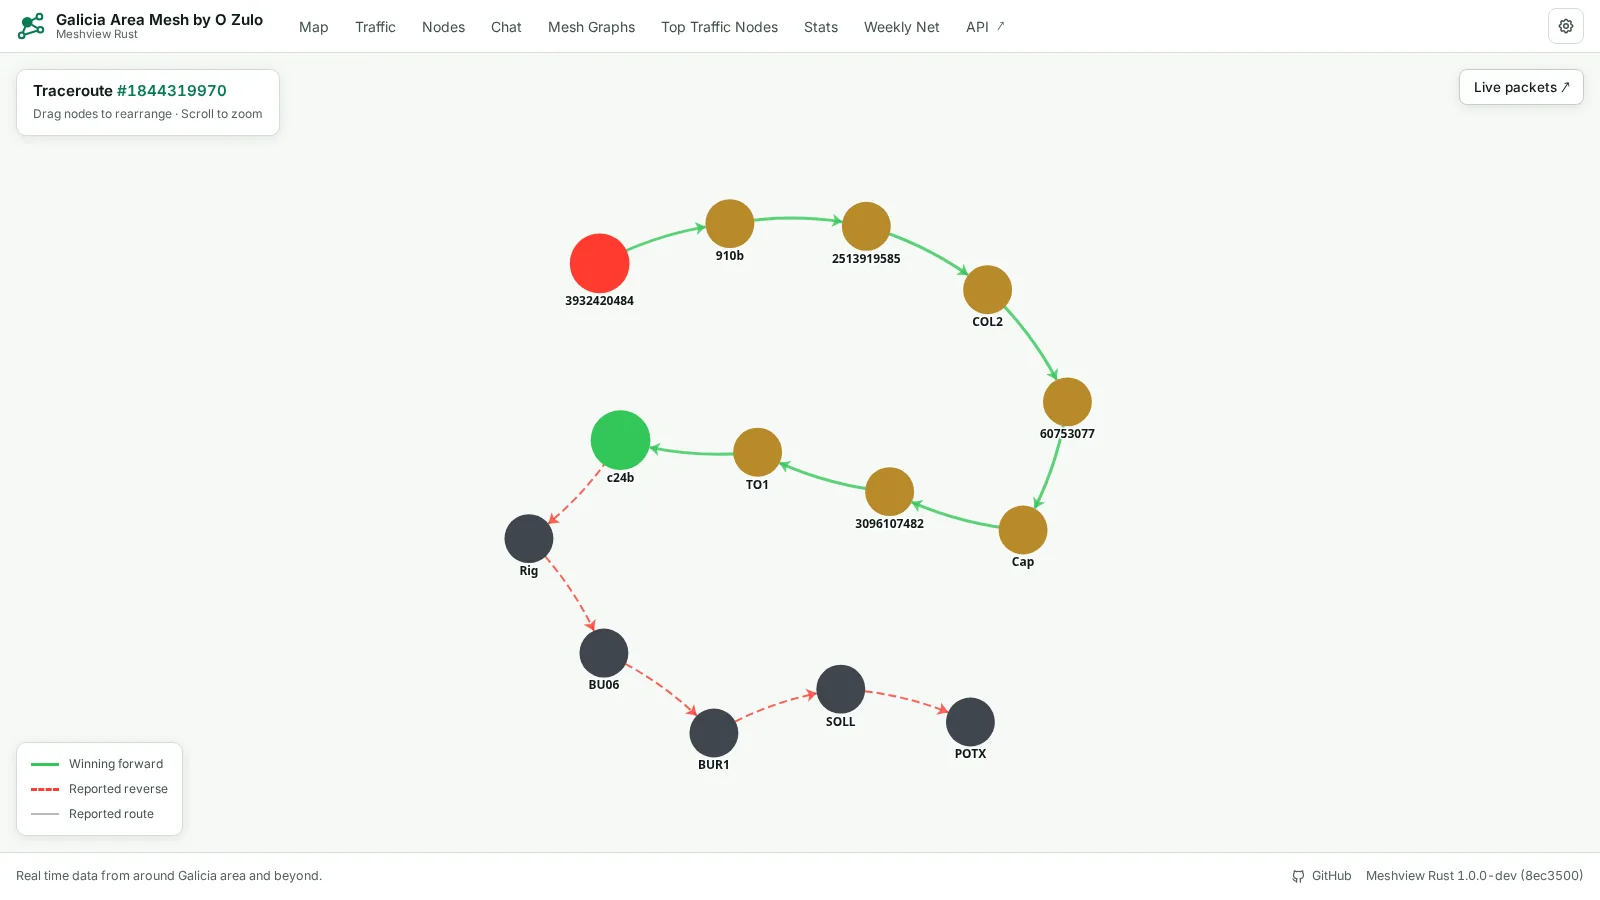 Galicia Area Mesh by O Zulo
Meshview Rust
Map Traffic Nodes Chat Mesh Graphs Top Traffic Nodes Stats Weekly Net API ↗
Traceroute #1844319970
Drag nodes to rearrange · Scroll to zoom
Live packets ↗
910b
2513919585
3932420484
COL2
60753077
c24b
TO1
3096107482
Cap
Rig
BU06
SOLL
POTX
BUR1
Winning forward
Reported reverse
Reported route
Real time data from around Galicia area and beyond.
GitHub Meshview Rust 1.0.0-dev (8ec3500)